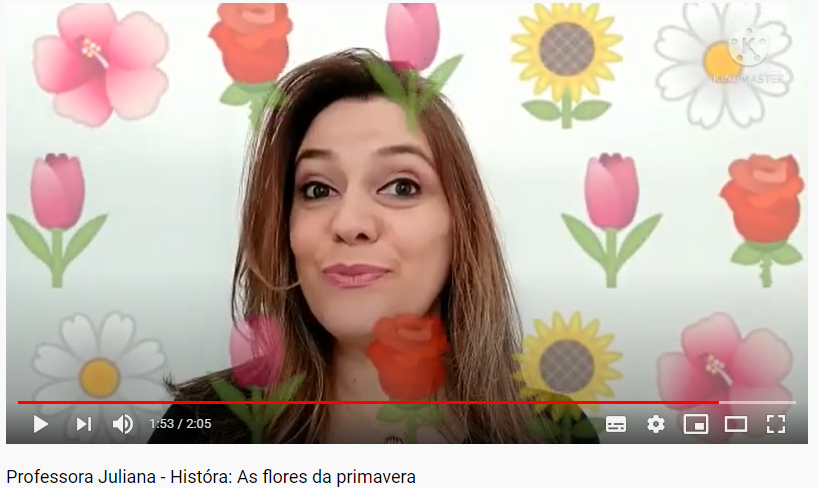 KINEMASTER
1:53 / 2:05
Professora Juliana - Históra: As flores da primavera